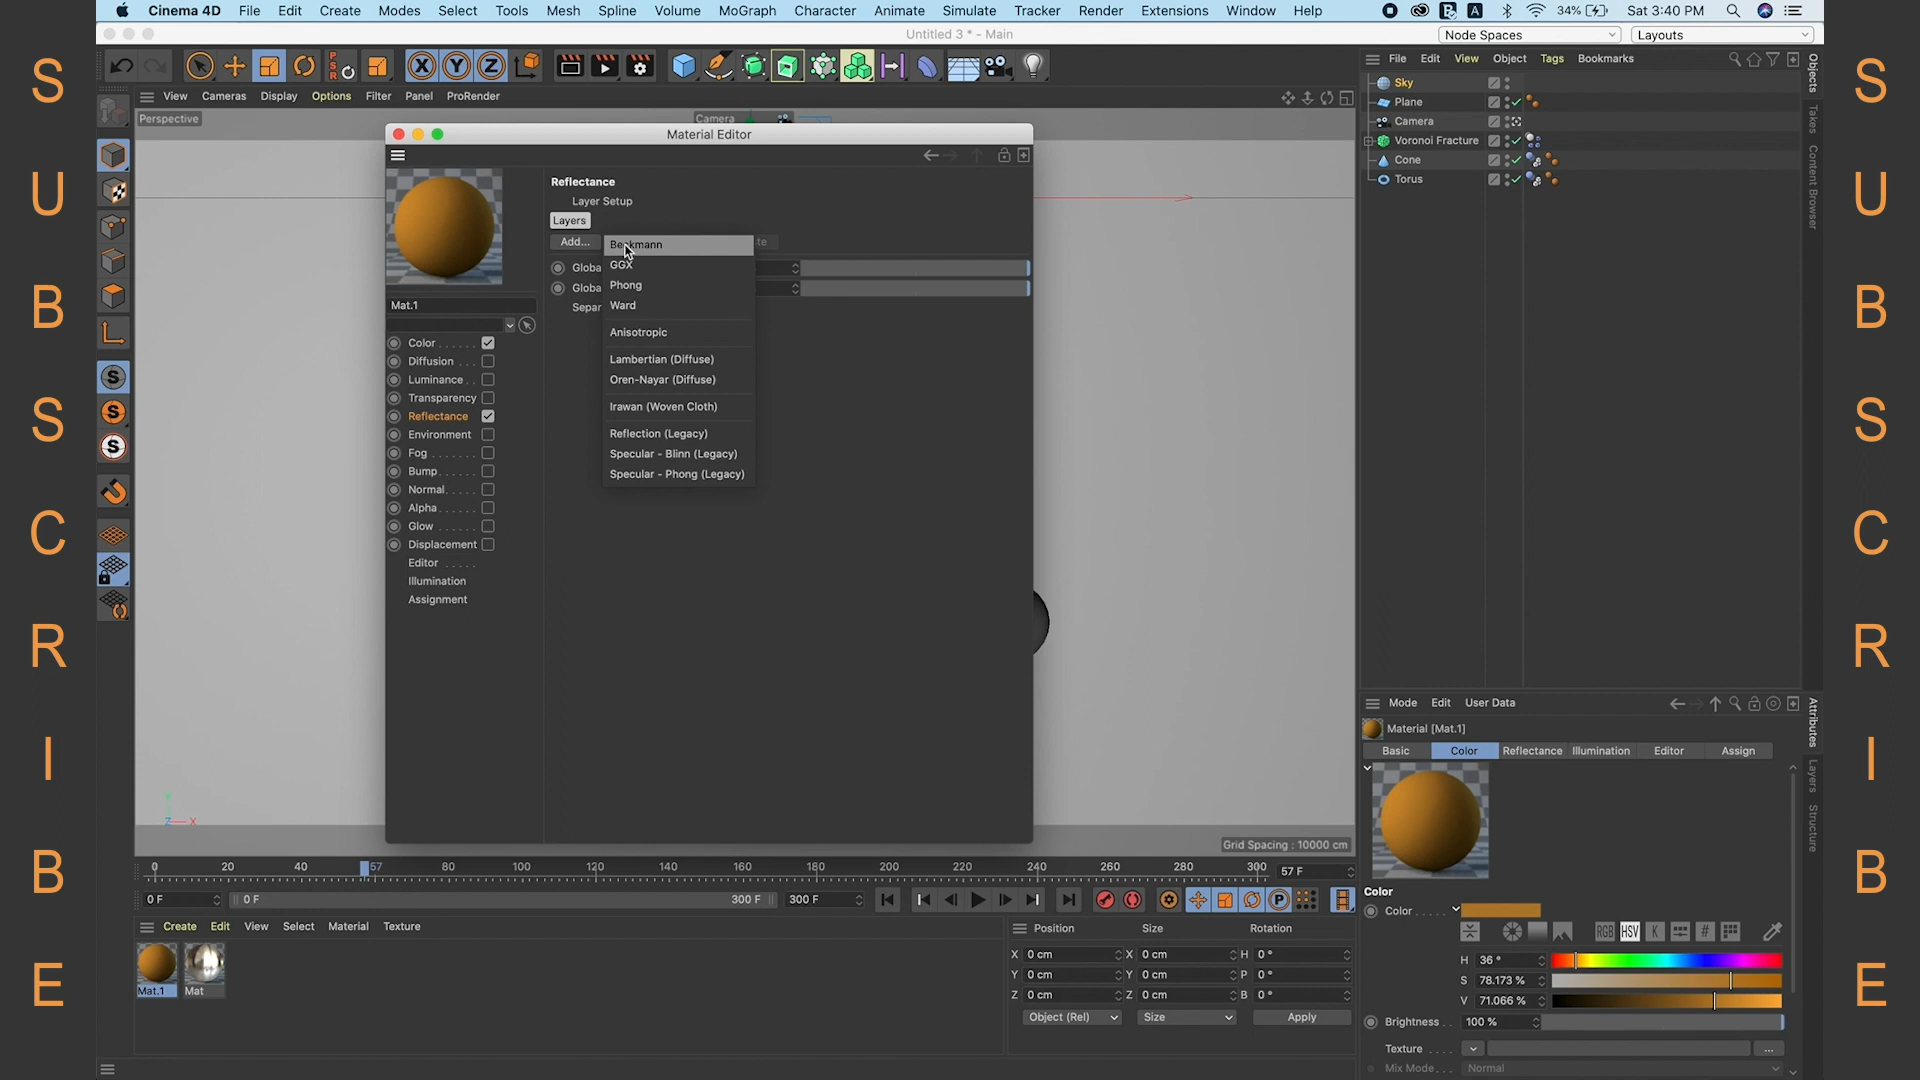 Cinema 4D File Edit Create Modes Select Tools Mesh Spline Volume MoGraph Character Animate Simulate Tracker Render Extensions Window Help 34% Sat 3:40 PM
Untitled 3 * - Main
Node Spaces Layouts
File Edit View Object Tags Bookmarks
View Cameras Display Options Filter Panel ProRender
Perspective
Camera
Material Editor
Reflectance
Layer Setup
Layers
Add...
Beckmann
GGX
Phong
Ward
Anisotropic
Lambertian (Diffuse)
Oren-Nayar (Diffuse)
Irawan (Woven Cloth)
Reflection (Legacy)
Specular - Blinn (Legacy)
Specular - Phong (Legacy)
Mat.1
Color
Diffusion
Luminance
Transparency
Reflectance
Environment
Fog
Bump
Normal
Alpha
Glow
Displacement
Editor
Illumination
Assignment
Sky
Plane
Camera
Voronoi Fracture
Cone
Torus
Objects
Takes
Content Browser
Attributes
Layers
Structure
Z X
Grid Spacing : 10000 cm
0 20 40 57 80 100 120 140 160 180 200 220 240 260 280 300 57 F
0 F 0 F 300 F 300 F
Create Edit View Select Material Texture
Mat.1 Mat
Position Size Rotation
X 0 cm X 0 cm H 0 °
Y 0 cm Y 0 cm P 0 °
Z 0 cm Z 0 cm B 0 °
Object (Rel) Size Apply
Mode Edit User Data
Material [Mat.1]
Basic Color Reflectance Illumination Editor Assign
Color
Color
RGB HSV K #
H 36 °
S 78.173 %
V 71.066 %
Brightness 100 %
Texture ...
Mix Mode... Normal
S
U
B
S
C
R
I
B
E
S
U
B
S
C
R
I
B
E